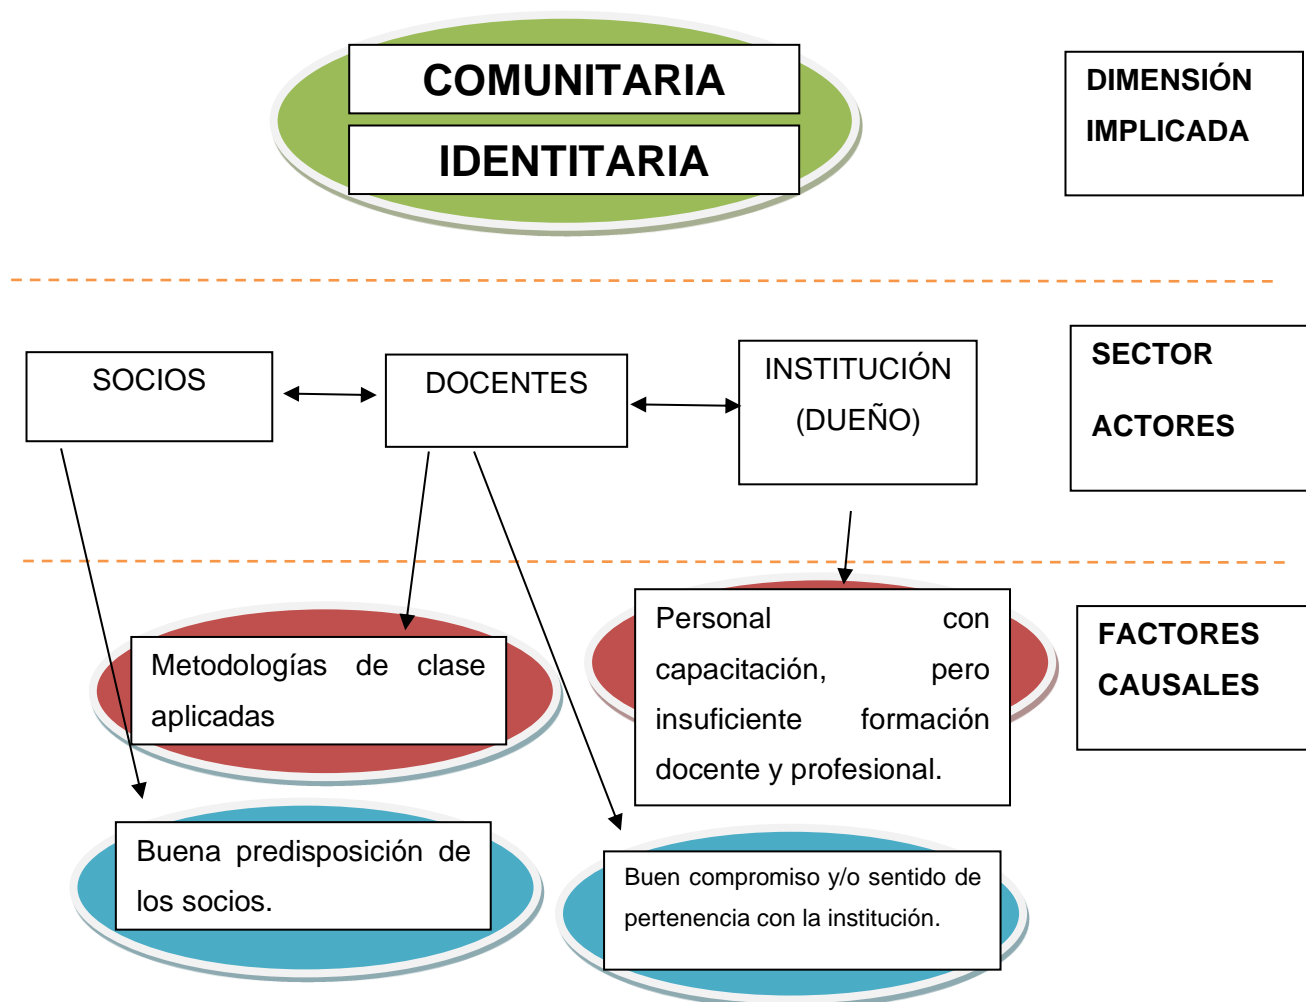 COMUNITARIA
IDENTITARIA
DIMENSIÓN
IMPLICADA
SOCIOS
DOCENTES
INSTITUCIÓN
(DUEÑO)
SECTOR
ACTORES
Metodologías de clase
aplicadas
Personal con
capacitación, pero
insuficiente formación
docente y profesional.
FACTORES
CAUSALES
Buena predisposición de
los socios.
Buen compromiso y/o sentido de
pertenencia con la institución.